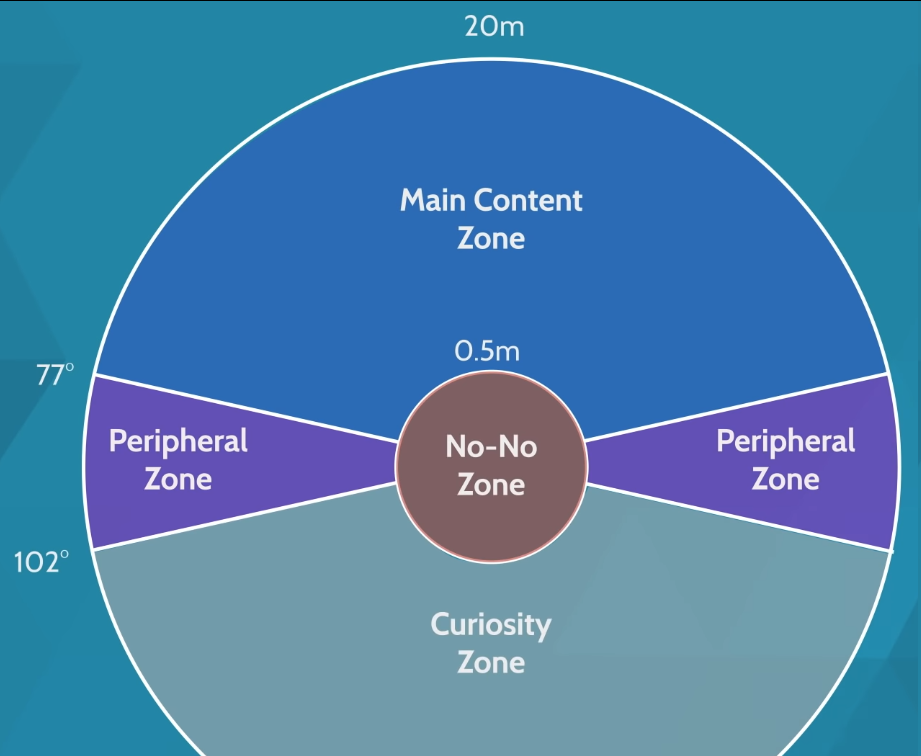 20m
Main Content
Zone
0.5m
77°
Peripheral
Zone
No-No
Zone
Peripheral
Zone
102°
Curiosity
Zone